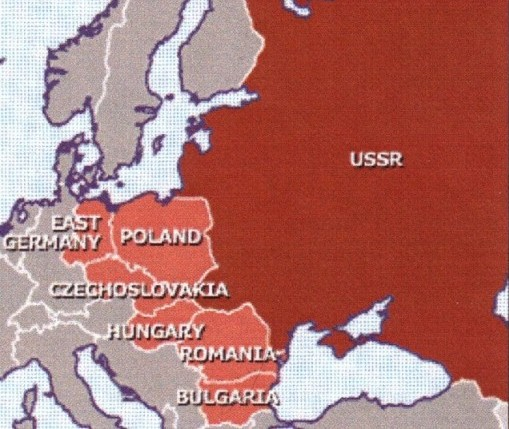 USSR
EAST
GERMANY
POLAND
CZECHOSLOVAKIA
HUNGARY
ROMANIA
BULGARIA